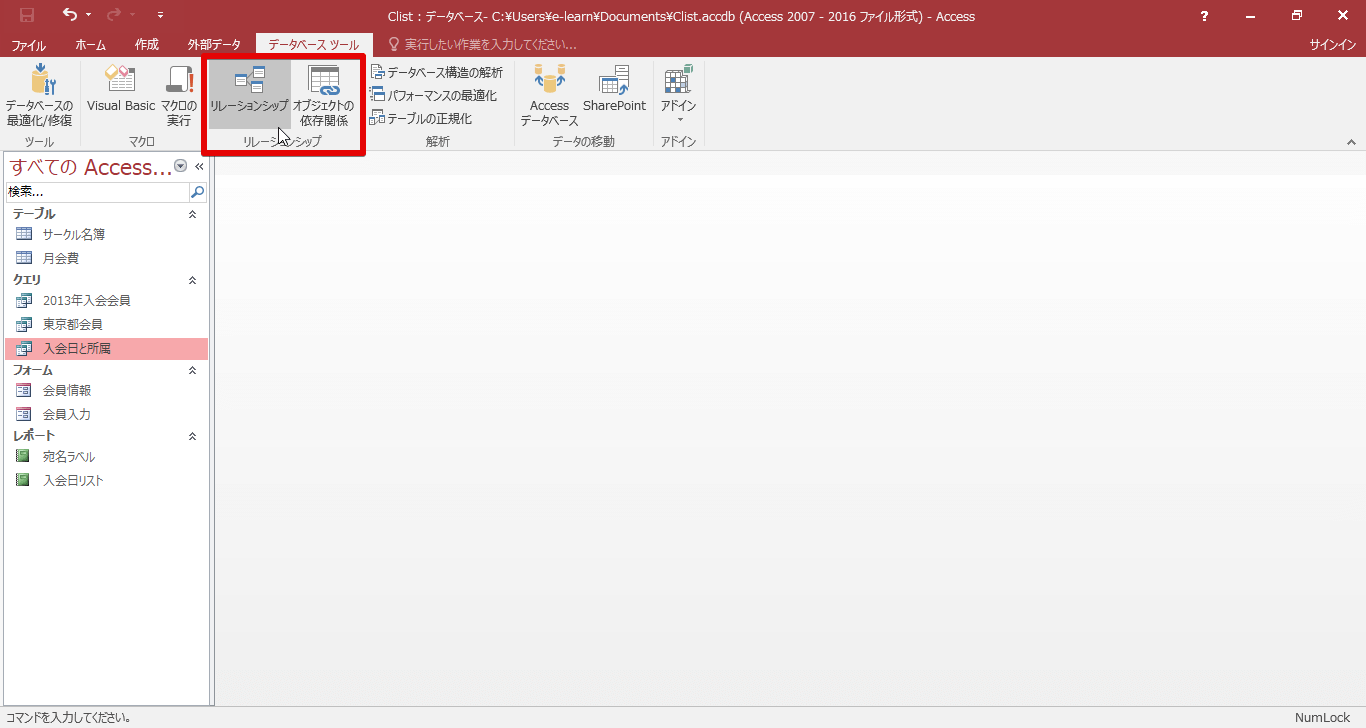 Clist : データベース- C:¥Users¥e-learn¥Documents¥Clist.accdb (Access 2007 - 2016 ファイル形式) - Access
?
ファイル ホーム 作成 外部データ データベース ツール 実行したい作業を入力してください... サインイン
データベースの
最適化/修復
ツール
Visual Basic
マクロの
実行
マクロ
リレーションシップ
オブジェクトの
依存関係
リレーションシップ
データベース構造の解析
パフォーマンスの最適化
テーブルの正規化
解析
Access
データベース
SharePoint
データの移動
アドイン
アドイン
すべての Access...
検索...
テーブル
サークル名簿
月会費
クエリ
2013年入会会員
東京都会員
入会日と所属
フォーム
会員情報
会員入力
レポート
宛名ラベル
入会日リスト
コマンドを入力してください。
NumLock